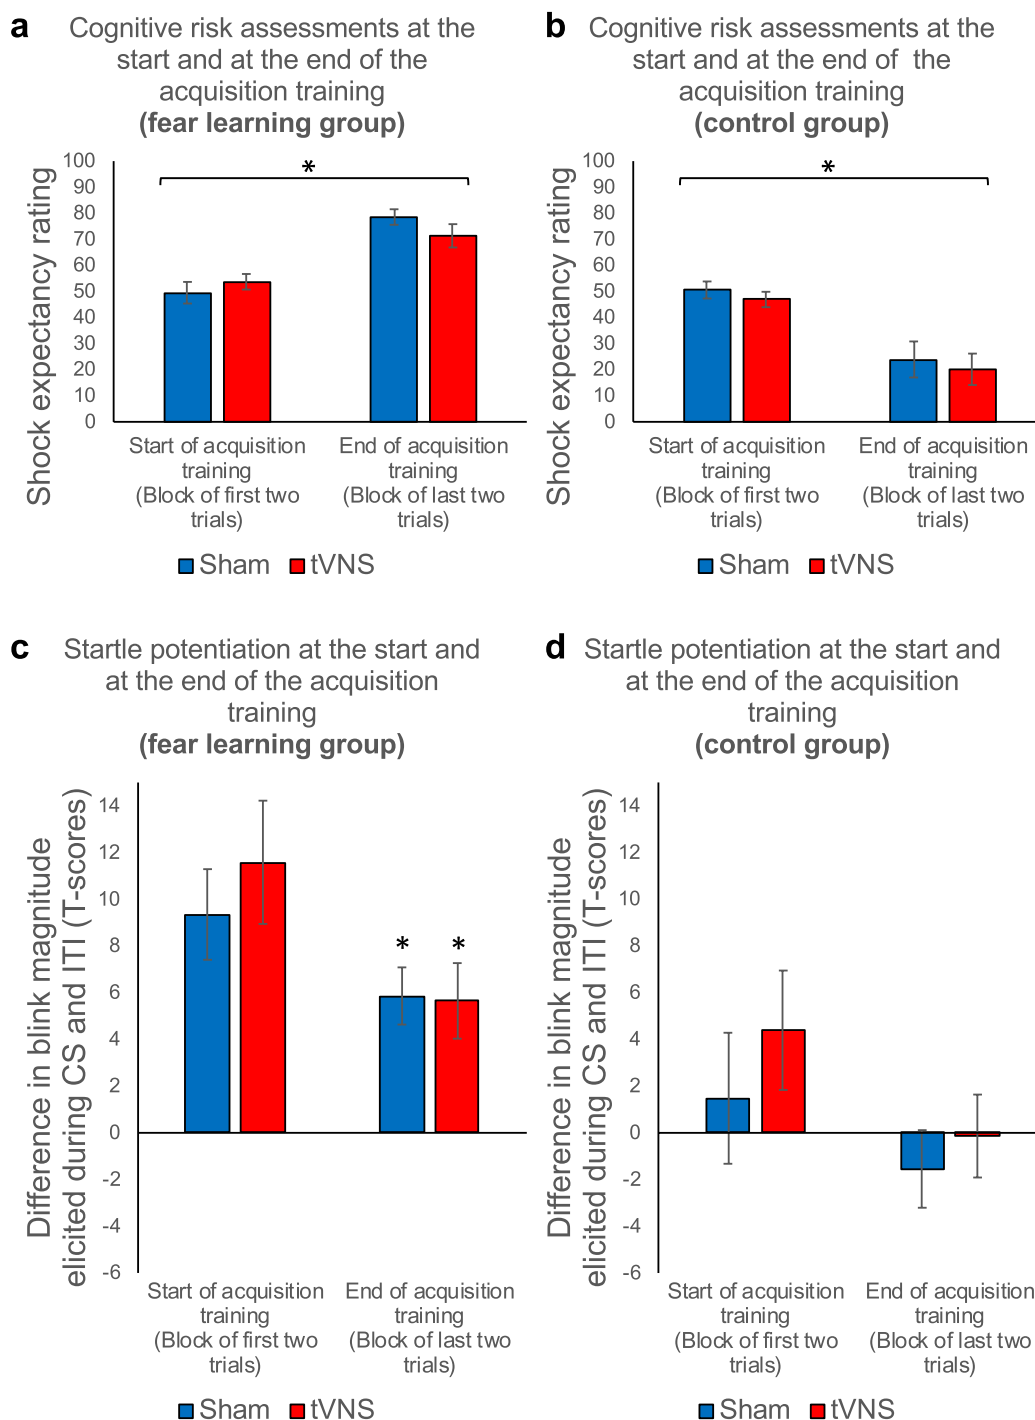 a Cognitive risk assessments at the
start and at the end of the
acquisition training
(fear learning group)
Shock expectancy rating
100
90
80
70
60
50
40
30
20
10
0
*
Start of acquisition
training
(Block of first two
trials)
End of acquisition
training
(Block of last two
trials)
Sham tVNS
b Cognitive risk assessments at the
start and at the end of the
acquisition training
(control group)
Shock expectancy rating
100
90
80
70
60
50
40
30
20
10
0
*
Start of acquisition
training
(Block of first two
trials)
End of acquisition
training
(Block of last two
trials)
Sham tVNS
c Startle potentiation at the start and
at the end of the acquisition
training
(fear learning group)
Difference in blink magnitude
elicited during CS and ITI (T-scores)
14
12
10
8
6
4
2
0
-2
-4
-6
* *
Start of acquisition
training
(Block of first two
trials)
End of acquisition
training
(Block of last two
trials)
Sham tVNS
d Startle potentiation at the start and
at the end of the acquisition
training
(control group)
Difference in blink magnitude
elicited during CS and ITI (T-scores)
14
12
10
8
6
4
2
0
-2
-4
-6
Start of acquisition
training
(Block of first two
trials)
End of acquisition
training
(Block of last two
trials)
Sham tVNS